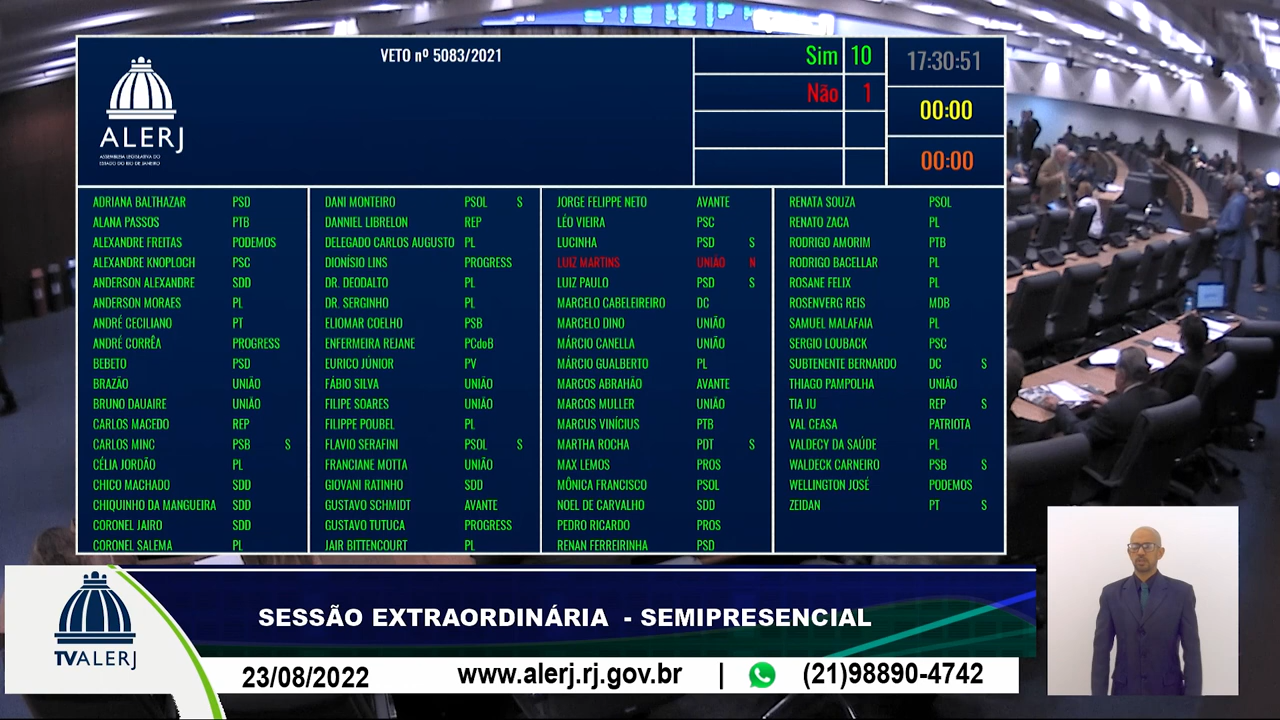 VETO nº 5083/2021
Sim 10
Não 1
17:30:51
00:00
00:00
ALERJ
ASSEMBLEIA LEGISLATIVA DO
ESTADO DO RIO DE JANEIRO
ADRIANA BALTHAZAR PSD
ALANA PASSOS PTB
ALEXANDRE FREITAS PODEMOS
ALEXANDRE KNOPLOCH PSC
ANDERSON ALEXANDRE SDD
ANDERSON MORAES PL
ANDRÉ CECILIANO PT
ANDRÉ CORRÊA PROGRESS
BEBETO PSD
BRAZÃO UNIÃO
BRUNO DAUAIRE UNIÃO
CARLOS MACEDO REP
CARLOS MINC PSB S
CÉLIA JORDÃO PL
CHICO MACHADO SDD
CHIQUINHO DA MANGUEIRA SDD
CORONEL JAIRO SDD
CORONEL SALEMA PL
DANI MONTEIRO PSOL S
DANNIEL LIBRELON REP
DELEGADO CARLOS AUGUSTO PL
DIONÍSIO LINS PROGRESS
DR. DEODALTO PL
DR. SERGINHO PL
ELIOMAR COELHO PSB
ENFERMEIRA REJANE PCdoB
EURICO JÚNIOR PV
FÁBIO SILVA UNIÃO
FILIPE SOARES UNIÃO
FILIPPE POUBEL PL
FLAVIO SERAFINI PSOL S
FRANCIANE MOTTA UNIÃO
GIOVANI RATINHO SDD
GUSTAVO SCHMIDT AVANTE
GUSTAVO TUTUCA PROGRESS
JAIR BITTENCOURT PL
JORGE FELIPPE NETO AVANTE
LÉO VIEIRA PSC
LUCINHA PSD S
LUIZ MARTINS UNIÃO N
LUIZ PAULO PSD S
MARCELO CABELEIREIRO DC
MARCELO DINO UNIÃO
MÁRCIO CANELLA UNIÃO
MÁRCIO GUALBERTO PL
MARCOS ABRAHÃO AVANTE
MARCOS MULLER UNIÃO
MARCUS VINÍCIUS PTB
MARTHA ROCHA PDT S
MAX LEMOS PROS
MÔNICA FRANCISCO PSOL
NOEL DE CARVALHO SDD
PEDRO RICARDO PROS
RENAN FERREIRINHA PSD
RENATA SOUZA PSOL
RENATO ZACA PL
RODRIGO AMORIM PTB
RODRIGO BACELLAR PL
ROSANE FELIX PL
ROSENVERG REIS MDB
SAMUEL MALAFAIA PL
SERGIO LOUBACK PSC
SUBTENENTE BERNARDO DC S
THIAGO PAMPOLHA UNIÃO
TIA JU REP S
VAL CEASA PATRIOTA
VALDECY DA SAÚDE PL
WALDECK CARNEIRO PSB S
WELLINGTON JOSÉ PODEMOS
ZEIDAN PT S
SESSÃO EXTRAORDINÁRIA - SEMIPRESENCIAL
TVALERJ
23/08/2022 www.alerj.rj.gov.br | (21)98890-4742